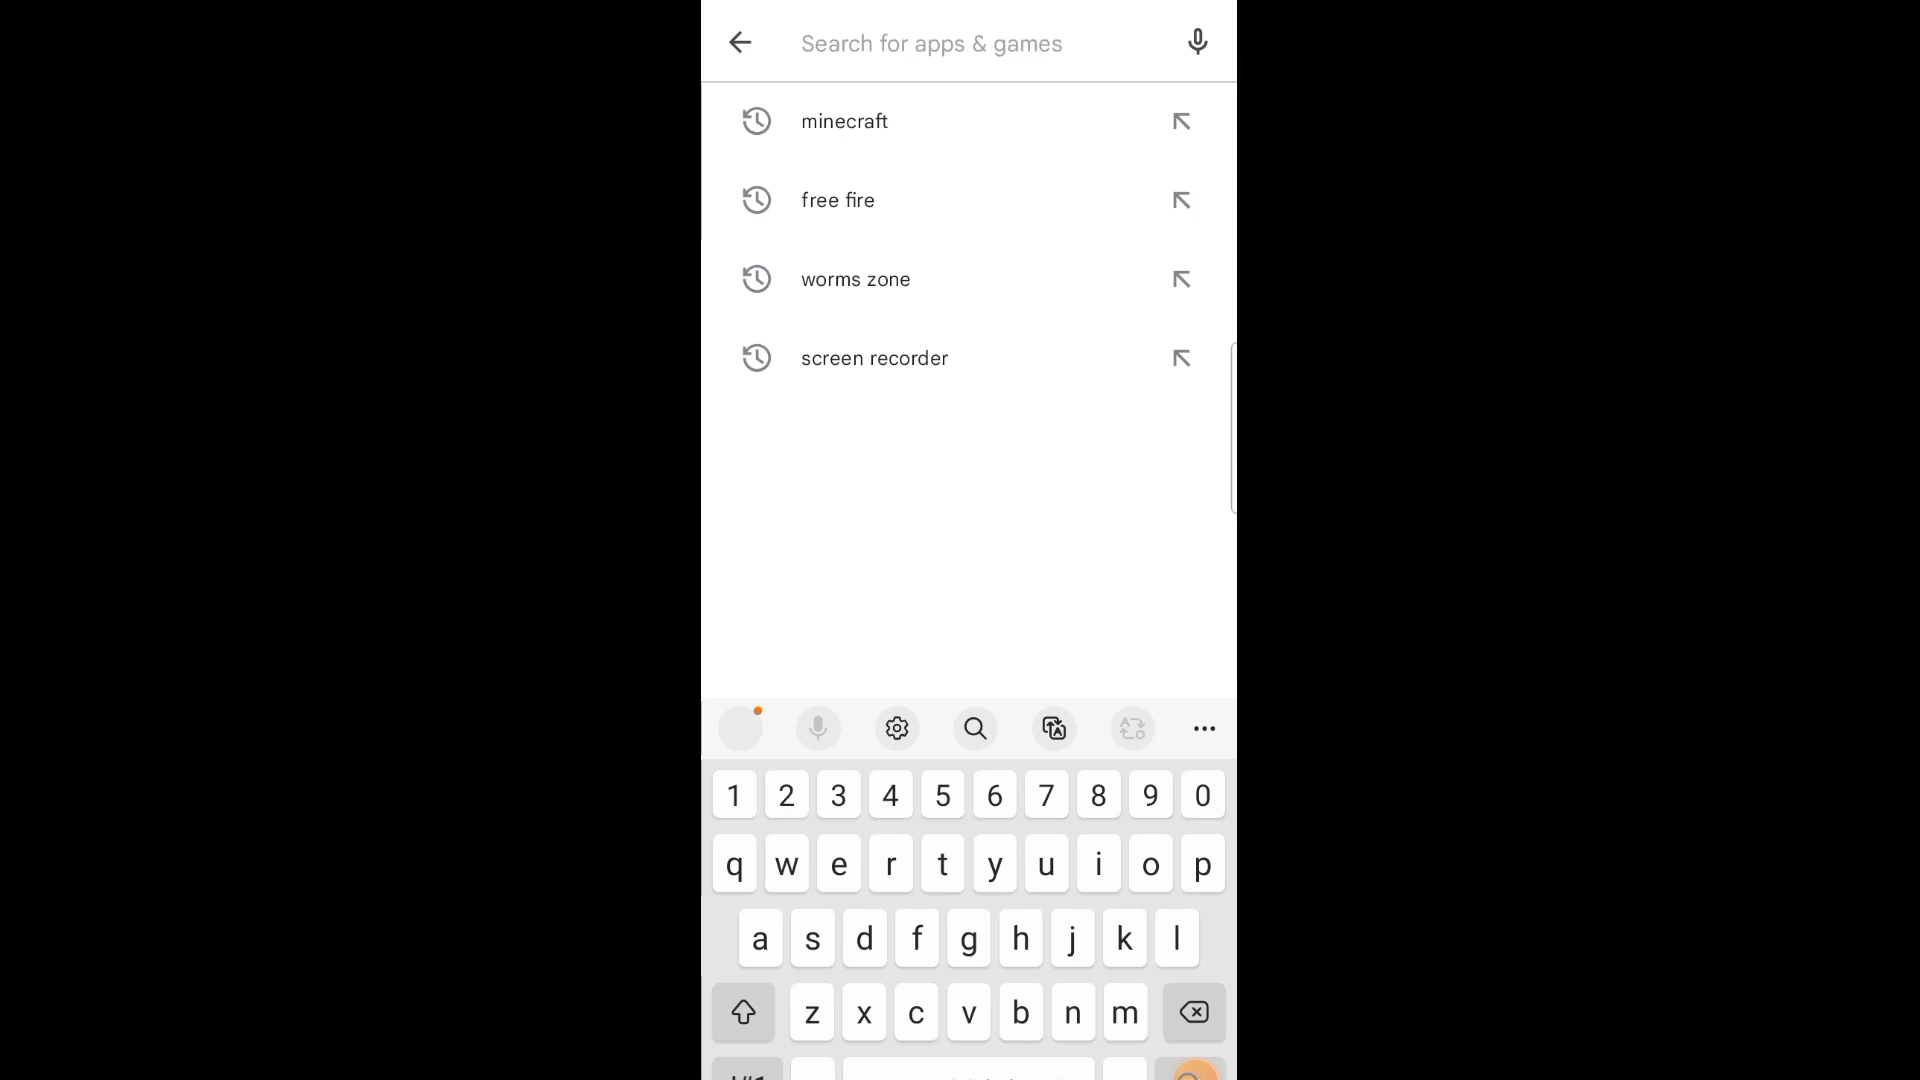 Search for apps & games
minecraft
free fire
worms zone
screen recorder
1 2 3 4 5 6 7 8 9 0
q w e r t y u i o p
a s d f g h j k l
z x c v b n m